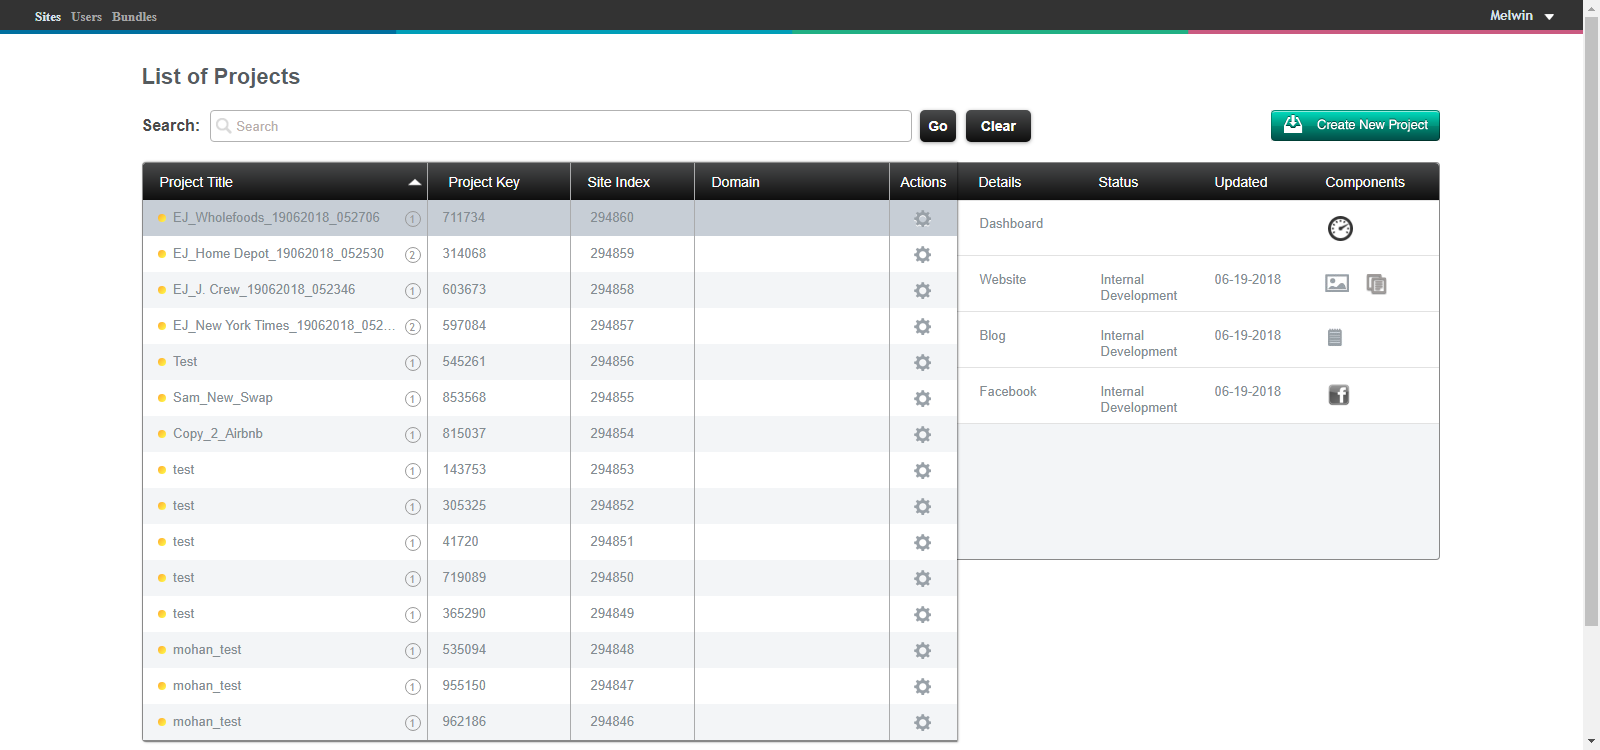 Sites Users Bundles Melwin
List of Projects
Search: Search Go Clear Create New Project
Project Title Project Key Site Index Domain Actions Details Status Updated Components
EJ_Wholefoods_19062018_052706 1 711734 294860
EJ_Home Depot_19062018_052530 2 314068 294859
EJ_J. Crew_19062018_052346 1 603673 294858
EJ_New York Times_19062018_052... 2 597084 294857
Test 1 545261 294856
Sam_New_Swap 1 853568 294855
Copy_2_Airbnb 1 815037 294854
test 1 143753 294853
test 1 305325 294852
test 1 41720 294851
test 1 719089 294850
test 1 365290 294849
mohan_test 1 535094 294848
mohan_test 1 955150 294847
mohan_test 1 962186 294846
Dashboard
Website Internal 06-19-2018
Development
Blog Internal 06-19-2018
Development
Facebook Internal 06-19-2018
Development